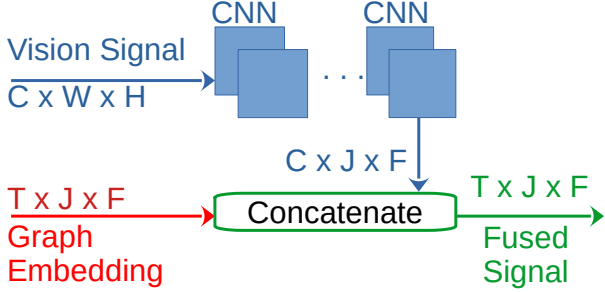 CNN CNN
Vision Signal
. . .
C x W x H
C x J x F
T x J x F
T x J x F
Concatenate
Graph
Embedding
Fused
Signal